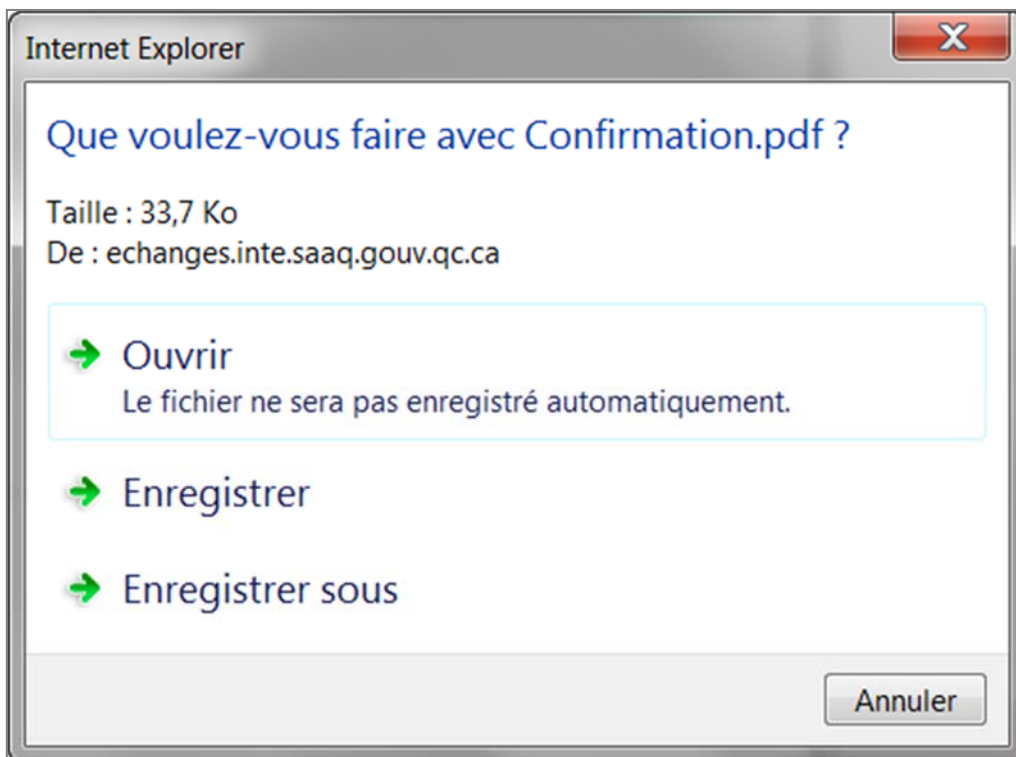 Internet Explorer
X
Que voulez-vous faire avec Confirmation.pdf ?
Taille : 33,7 Ko
De : echanges.inte.saaq.gouv.qc.ca
Ouvrir
Le fichier ne sera pas enregistré automatiquement.
Enregistrer
Enregistrer sous
Annuler